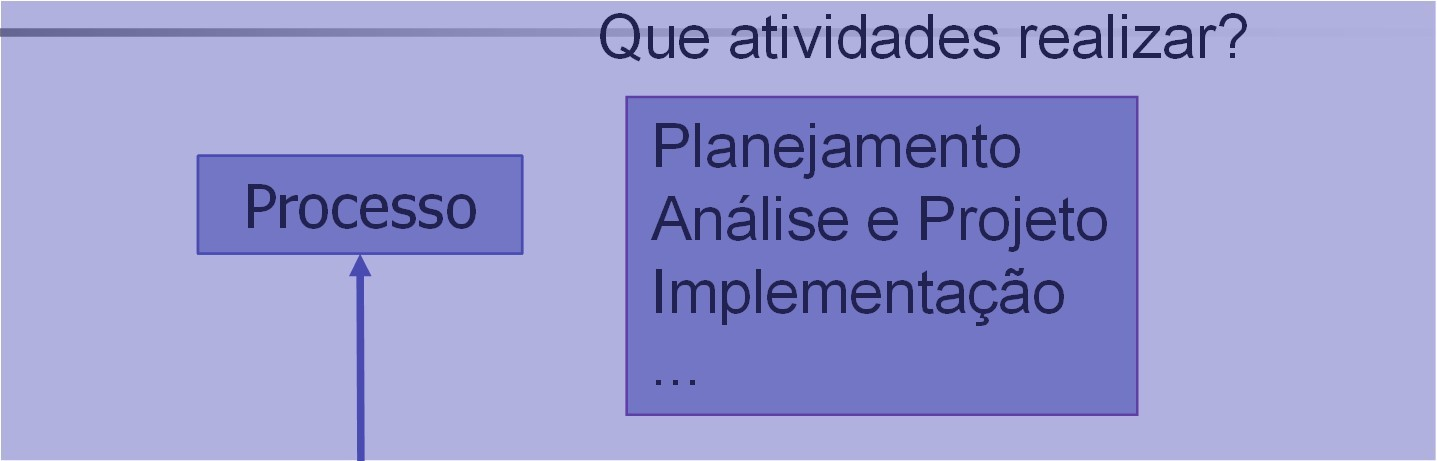 Que atividades realizar?
Processo
Planejamento
Análise e Projeto
Implementação
...